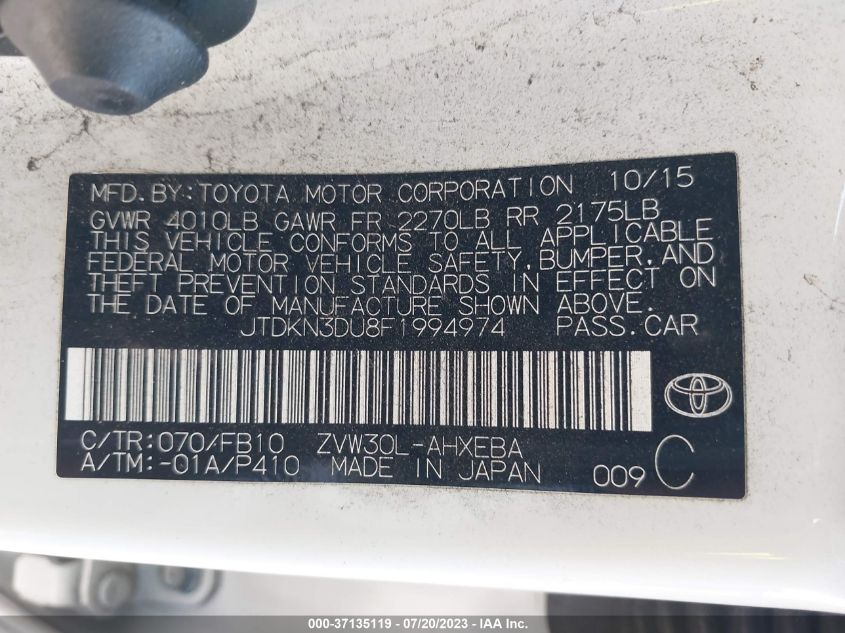 MFD.BY:TOYOTA MOTOR CORPORATION 10/15
GVWR 4010LB GAWR FR 2270LB RR 2175LB
THIS VEHICLE CONFORMS TO ALL APPLICABLE
FEDERAL MOTOR VEHICLE SAFETY,BUMPER,AND
THEFT PREVENTION STANDARDS IN EFFECT ON
THE DATE OF MANUFACTURE SHOWN ABOVE.
JTDKN3DU8F1994974 PASS.CAR
C/TR:070/FB10 ZVW30L-AHXEBA
A/TM:-01A/P410 MADE IN JAPAN 009 C
000-37135119 / 07/20/2023 - © IAA Inc.